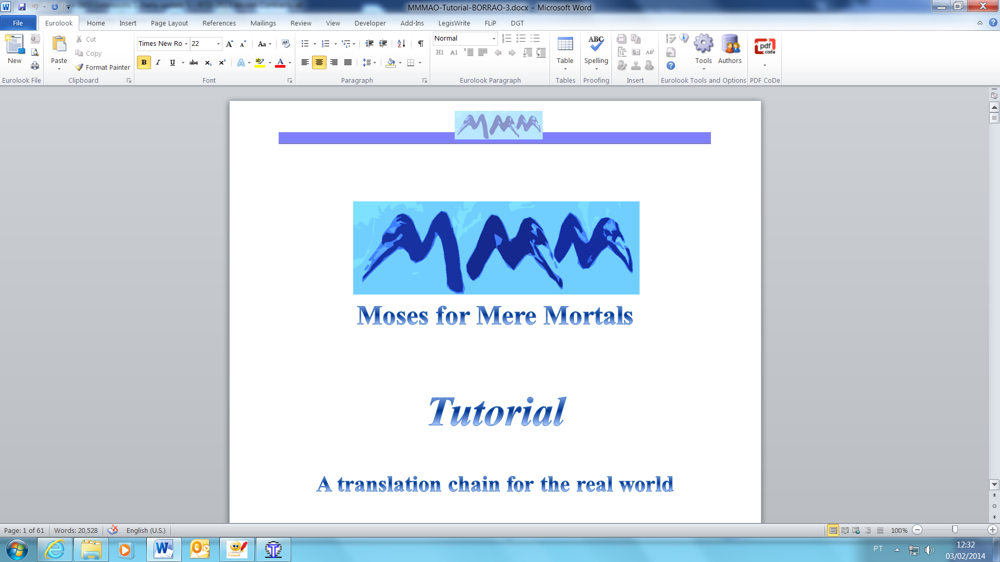 MMMAO-Tutorial-BORRAO-3.docx - Microsoft Word
File Eurolook Home Insert Page Layout References Mailings Review View Developer Add-Ins LegisWrite FLiP DGT
New
Eurolook File
Paste
Cut
Copy
Format Painter
Clipboard
Times New Ro 22
Font
Paragraph
Normal
H1 A1
Eurolook Paragraph
Table
Tables
ABC
Spelling
Proofing
AB¹
Insert
Tools
Authors
Eurolook Tools and Options
pdf
code
PDF CoDe
MMM
MMM
Moses for Mere Mortals
Tutorial
A translation chain for the real world
Page: 1 of 61 Words: 20,528 English (U.S.) 100%
PT
12:32
03/02/2014